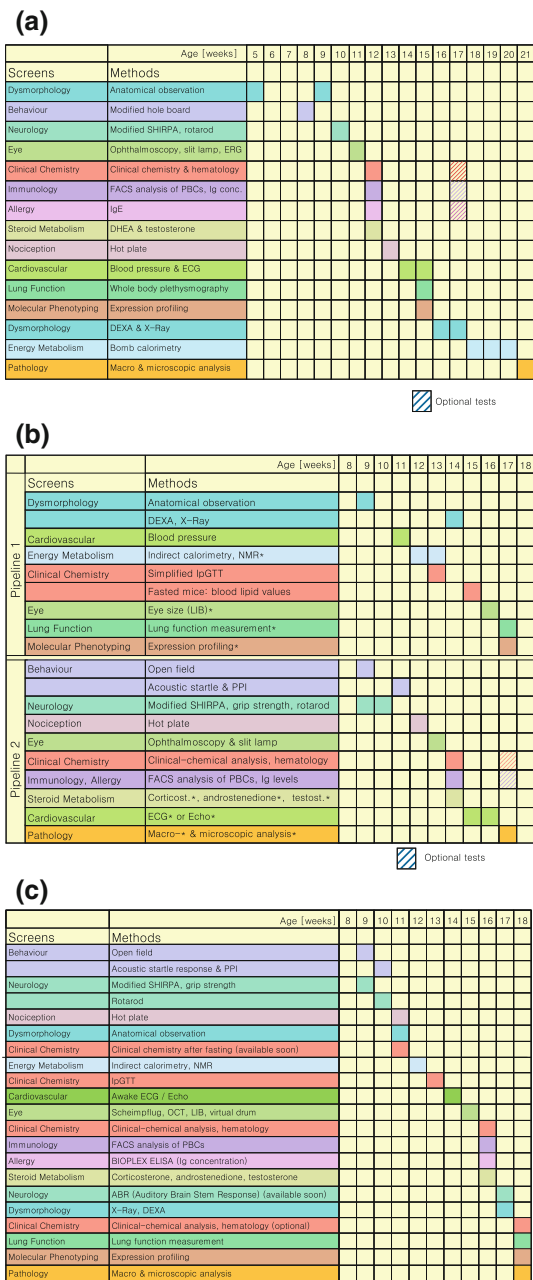 (a)
Age [weeks] 5 6 7 8 9 10 11 12 13 14 15 16 17 18 19 20 21
Screens Methods
Dysmorphology Anatomical observation
Behaviour Modified hole board
Neurology Modified SHIRPA, rotarod
Eye Ophthalmoscopy, slit lamp, ERG
Clinical Chemistry Clinical chemistry & hematology
Immunology FACS analysis of PBCs, Ig conc.
Allergy IgE
Steroid Metabolism DHEA & testosterone
Nociception Hot plate
Cardiovascular Blood pressure & ECG
Lung Function Whole body plethysmography
Molecular Phenotyping Expression profiling
Dysmorphology DEXA & X-Ray
Energy Metabolism Bomb calorimetry
Pathology Macro & microscopic analysis
Optional tests
(b)
Age [weeks] 8 9 10 11 12 13 14 15 16 17 18
Pipeline 1
Screens Methods
Dysmorphology Anatomical observation
DEXA, X-Ray
Cardiovascular Blood pressure
Energy Metabolism Indirect calorimetry, NMR*
Clinical Chemistry Simplified IpGTT
Fasted mice: blood lipid values
Eye Eye size (LIB)*
Lung Function Lung function measurement*
Molecular Phenotyping Expression profiling*
Pipeline 2
Behaviour Open field
Acoustic startle & PPI
Neurology Modified SHIRPA, grip strength, rotarod
Nociception Hot plate
Eye Ophthalmoscopy & slit lamp
Clinical Chemistry Clinical-chemical analysis, hematology
Immunology, Allergy FACS analysis of PBCs, Ig levels
Steroid Metabolism Corticost.*, androstenedione*, testost.*
Cardiovascular ECG* or Echo*
Pathology Macro-* & microscopic analysis*
Optional tests
(c)
Age [weeks] 8 9 10 11 12 13 14 15 16 17 18
Screens Methods
Behaviour Open field
Acoustic startle response & PPI
Neurology Modified SHIRPA, grip strength
Rotarod
Nociception Hot plate
Dysmorphology Anatomical observation
Clinical Chemistry Clinical chemistry after fasting (available soon)
Energy Metabolism Indirect calorimetry, NMR
Clinical Chemistry IpGTT
Cardiovascular Awake ECG / Echo
Eye Scheimpflug, OCT, LIB, virtual drum
Clinical Chemistry Clinical-chemical analysis, hematology
Immunology FACS analysis of PBCs
Allergy BIOPLEX ELISA (Ig concentration)
Steroid Metabolism Corticosterone, androstenedione, testosterone
Neurology ABR (Auditory Brain Stem Response) (available soon)
Dysmorphology X-Ray, DEXA
Clinical Chemistry Clinical-chemical analysis, hematology (optional)
Lung Function Lung function measurement
Molecular Phenotyping Expression profiling
Pathology Macro & microscopic analysis